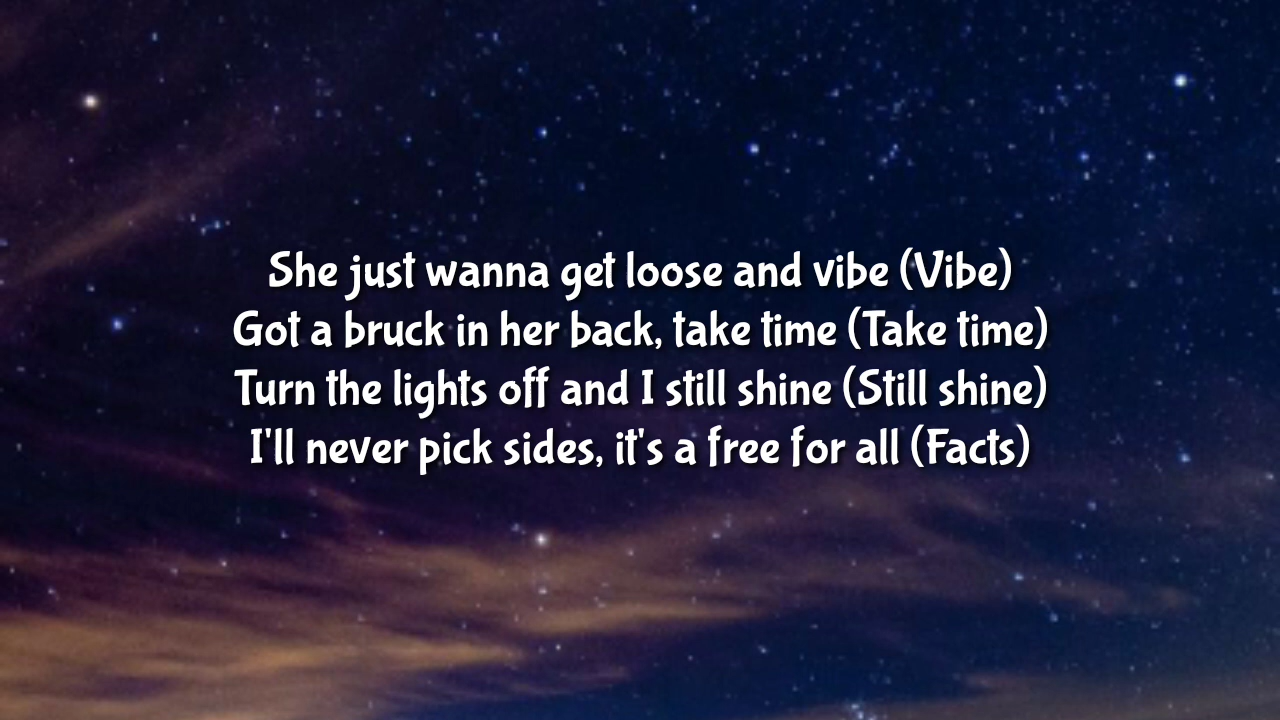 She just wanna get loose and vibe (Vibe)
Got a bruck in her back, take time (Take time)
Turn the lights off and I still shine (Still shine)
I'll never pick sides, it's a free for all (Facts)